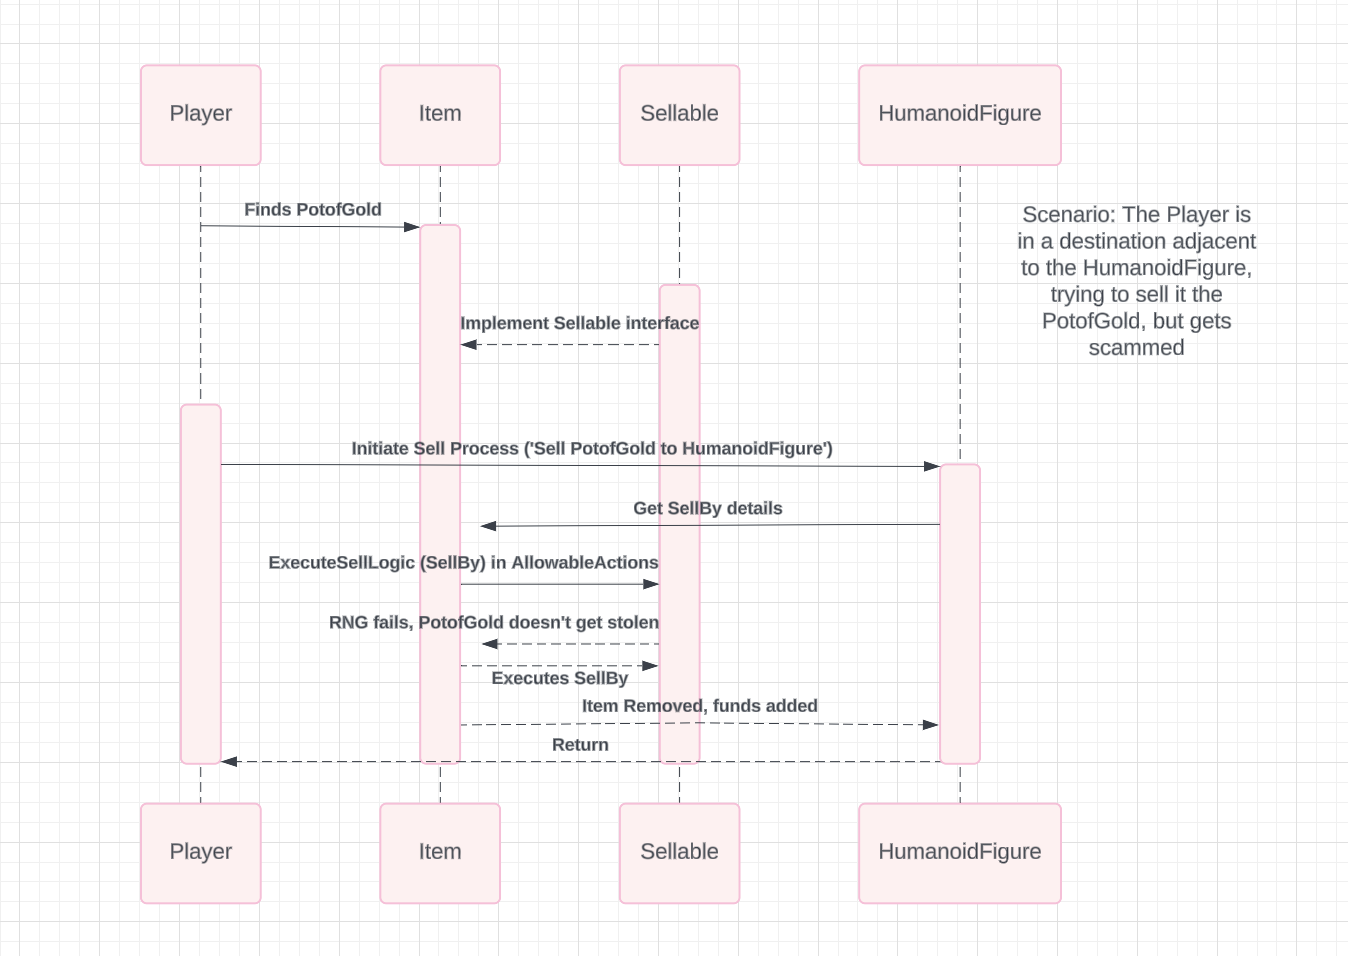 Player
Item
Sellable
HumanoidFigure
Finds PotofGold
Scenario: The Player is
in a destination adjacent
to the HumanoidFigure,
trying to sell it the
PotofGold, but gets
scammed
Implement Sellable interface
Initiate Sell Process ('Sell PotofGold to HumanoidFigure')
Get SellBy details
ExecuteSellLogic (SellBy) in AllowableActions
RNG fails, PotofGold doesn't get stolen
Executes SellBy
Item Removed, funds added
Return
Player
Item
Sellable
HumanoidFigure